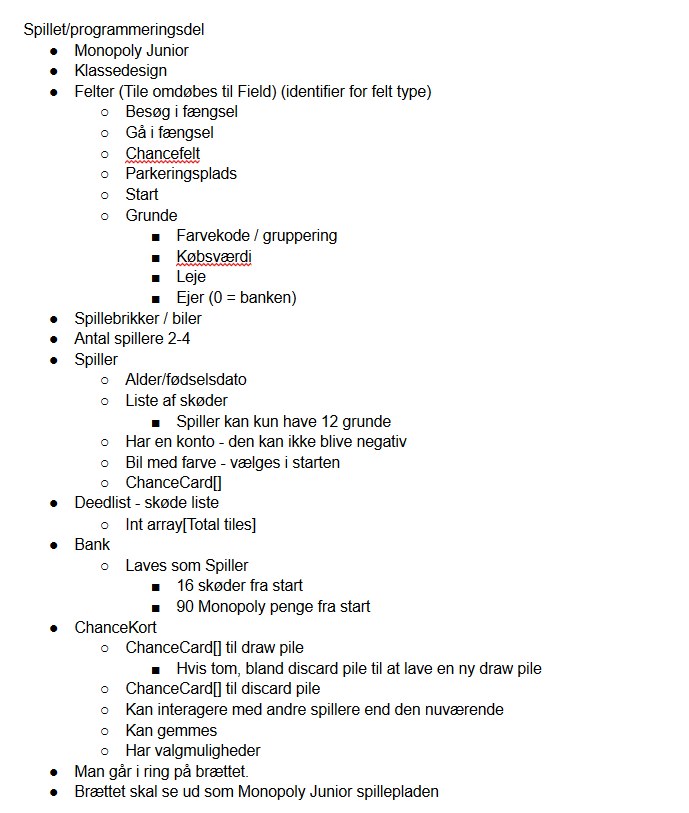 Spillet/programmeringsdel
● Monopoly Junior
● Klassedesign
● Felter (Tile omdøbes til Field) (identifier for felt type)
○ Besøg i fængsel
○ Gå i fængsel
○ Chancefelt
○ Parkeringsplads
○ Start
○ Grunde
■ Farvekode / gruppering
■ Købsværdi
■ Leje
■ Ejer (0 = banken)
● Spillebrikker / biler
● Antal spillere 2-4
● Spiller
○ Alder/fødselsdato
○ Liste af skøder
■ Spiller kan kun have 12 grunde
○ Har en konto - den kan ikke blive negativ
○ Bil med farve - vælges i starten
○ ChanceCard[]
● Deedlist - skøde liste
○ Int array[Total tiles]
● Bank
○ Laves som Spiller
■ 16 skøder fra start
■ 90 Monopoly penge fra start
● ChanceKort
○ ChanceCard[] til draw pile
■ Hvis tom, bland discard pile til at lave en ny draw pile
○ ChanceCard[] til discard pile
○ Kan interagere med andre spillere end den nuværende
○ Kan gemmes
○ Har valgmuligheder
● Man går i ring på brættet.
● Brættet skal se ud som Monopoly Junior spillepladen